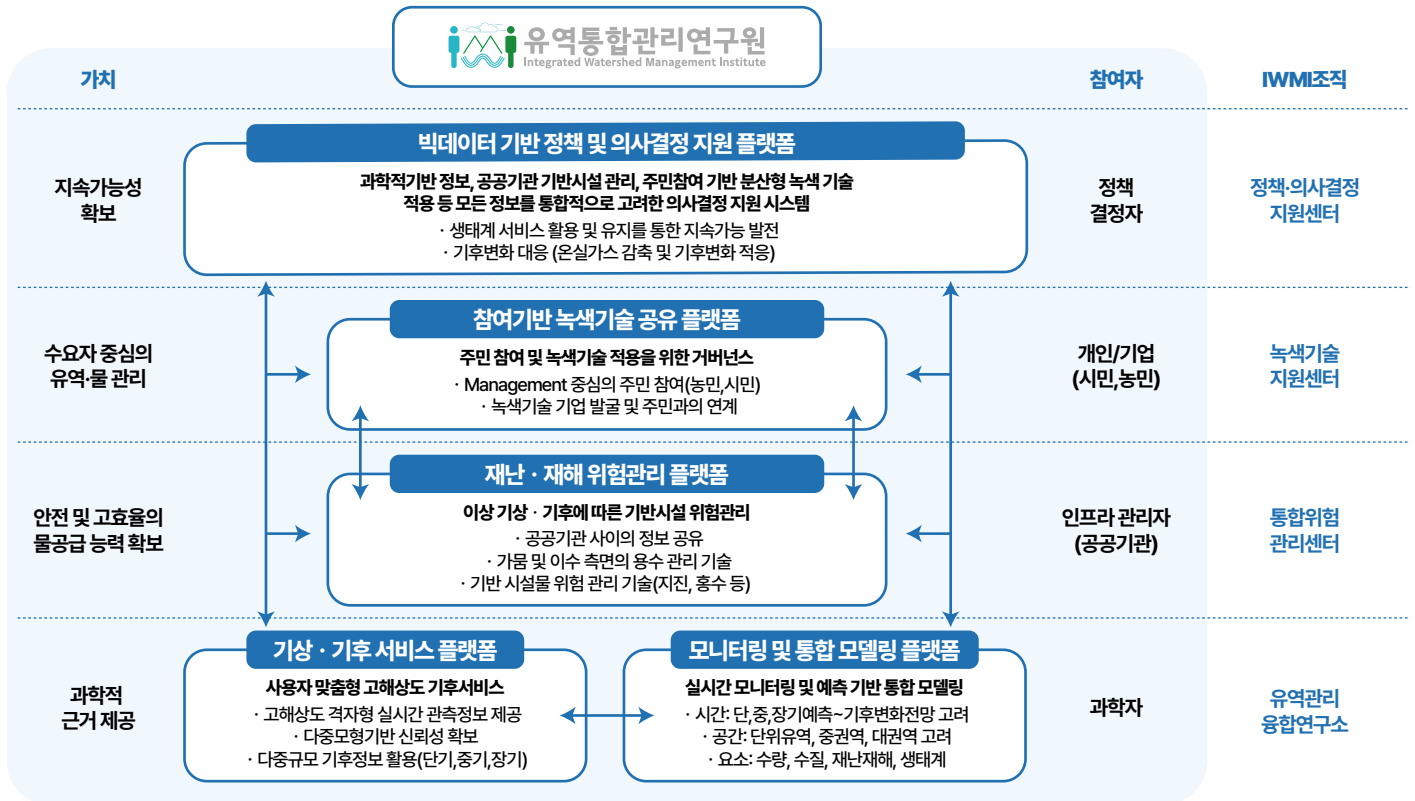 유역통합관리연구원
Integrated Watershed Management Institute
가치
참여자
IWMI조직
빅데이터 기반 정책 및 의사결정 지원 플랫폼
지속가능성
확보
과학적기반 정보, 공공기관 기반시설 관리, 주민참여 기반 분산형 녹색 기술
적용 등 모든 정보를 통합적으로 고려한 의사결정 지원 시스템
· 생태계 서비스 활용 및 유지를 통한 지속가능 발전
· 기후변화 대응 (온실가스 감축 및 기후변화 적응)
정책
결정자
정책·의사결정
지원센터
참여기반 녹색기술 공유 플랫폼
수요자 중심의
유역·물 관리
주민 참여 및 녹색기술 적용을 위한 거버넌스
· Management 중심의 주민 참여(농민,시민)
· 녹색기술 기업 발굴 및 주민과의 연계
개인/기업
(시민,농민)
녹색기술
지원센터
재난 · 재해 위험관리 플랫폼
안전 및 고효율의
물공급 능력 확보
이상 기상 · 기후에 따른 기반시설 위험관리
· 공공기관 사이의 정보 공유
· 가뭄 및 이수 측면의 용수 관리 기술
· 기반 시설물 위험 관리 기술(지진, 홍수 등)
인프라 관리자
(공공기관)
통합위험
관리센터
기상 · 기후 서비스 플랫폼
과학적
근거 제공
사용자 맞춤형 고해상도 기후서비스
· 고해상도 격자형 실시간 관측정보 제공
· 다중모형기반 신뢰성 확보
· 다중규모 기후정보 활용(단기,중기,장기)
모니터링 및 통합 모델링 플랫폼
실시간 모니터링 및 예측 기반 통합 모델링
· 시간: 단,중,장기예측~기후변화전망 고려
· 공간: 단위유역, 중권역, 대권역 고려
· 요소: 수량, 수질, 재난재해, 생태계
과학자
유역관리
융합연구소